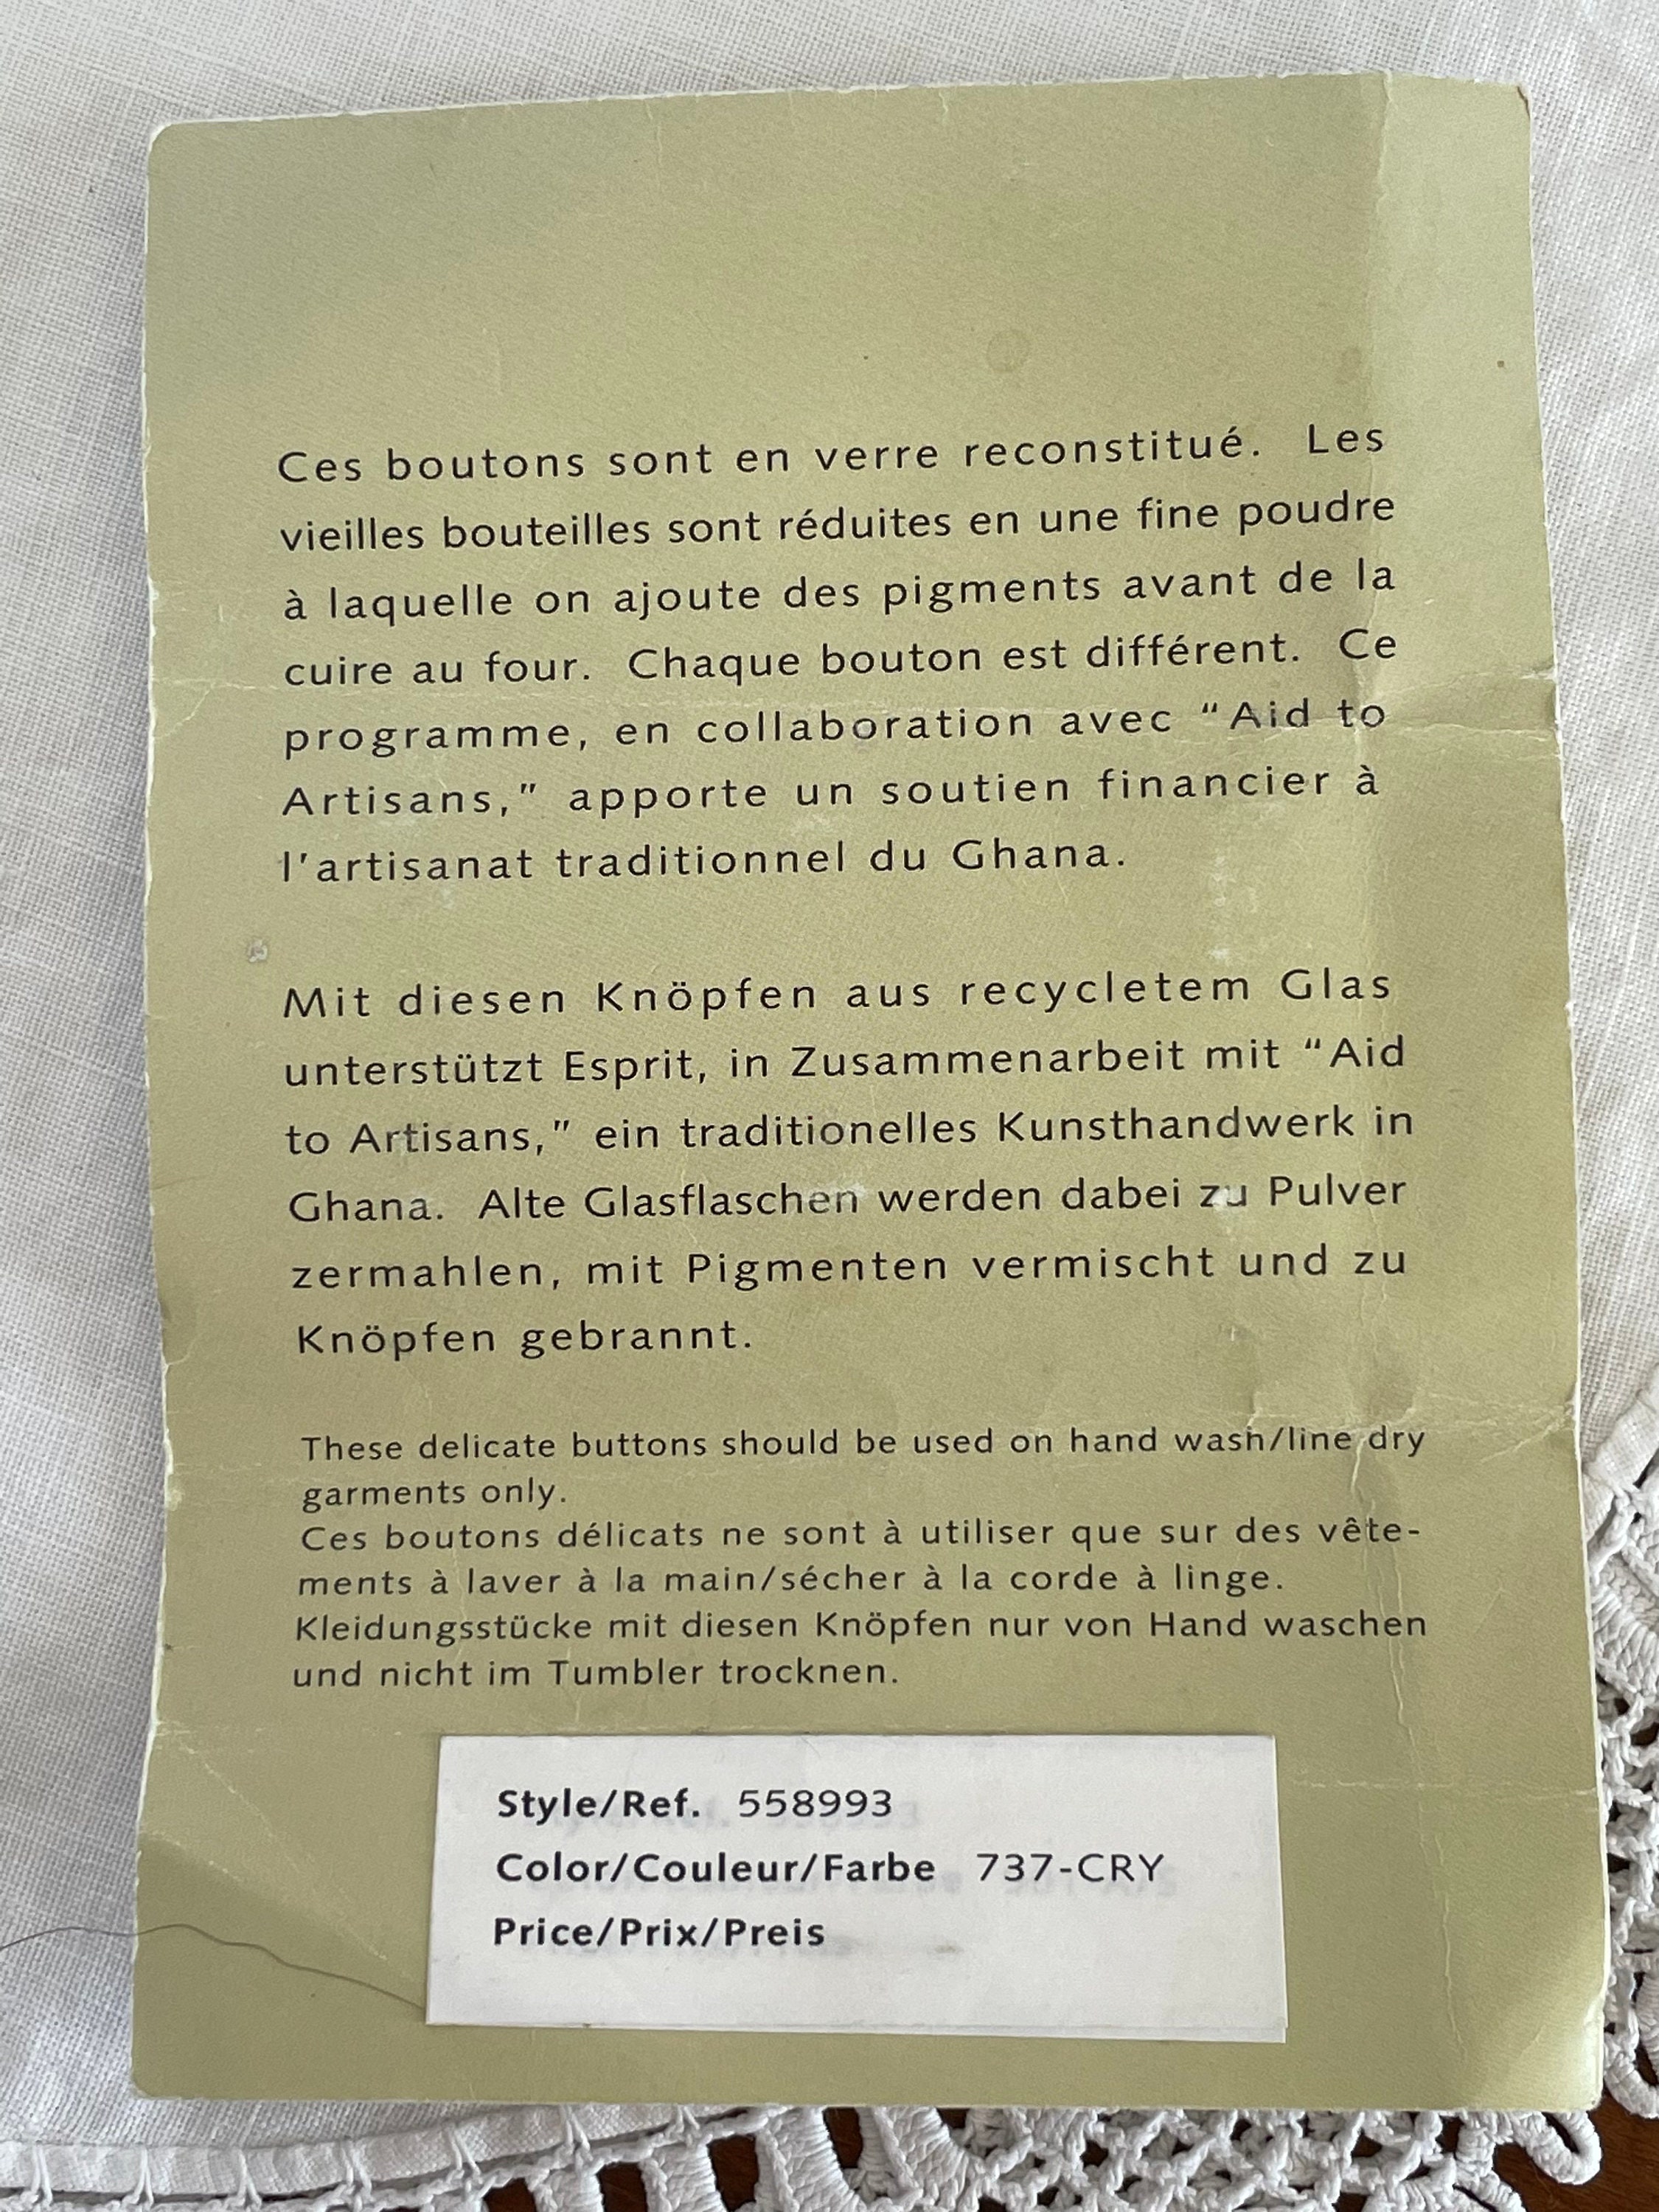 Ces boutons sont en verre reconstitué. Les
vieilles bouteilles sont réduites en une fine poudre
à laquelle on ajoute des pigments avant de la
cuire au four. Chaque bouton est différent. Ce
programme, en collaboration avec “Aid to
Artisans,” apporte un soutien financier à
l’artisanat traditionnel du Ghana.
Mit diesen Knöpfen aus recycletem Glas
unterstützt Esprit, in Zusammenarbeit mit “Aid
to Artisans,” ein traditionelles Kunsthandwerk in
Ghana. Alte Glasflaschen werden dabei zu Pulver
zermahlen, mit Pigmenten vermischt und zu
Knöpfen gebrannt.
These delicate buttons should be used on hand wash/line dry
garments only.
Ces boutons délicats ne sont à utiliser que sur des vête-
ments à laver à la main/sécher à la corde à linge.
Kleidungsstücke mit diesen Knöpfen nur von Hand waschen
und nicht im Tumbler trocknen.
Style/Ref. 558993
Color/Couleur/Farbe 737-CRY
Price/Prix/Preis